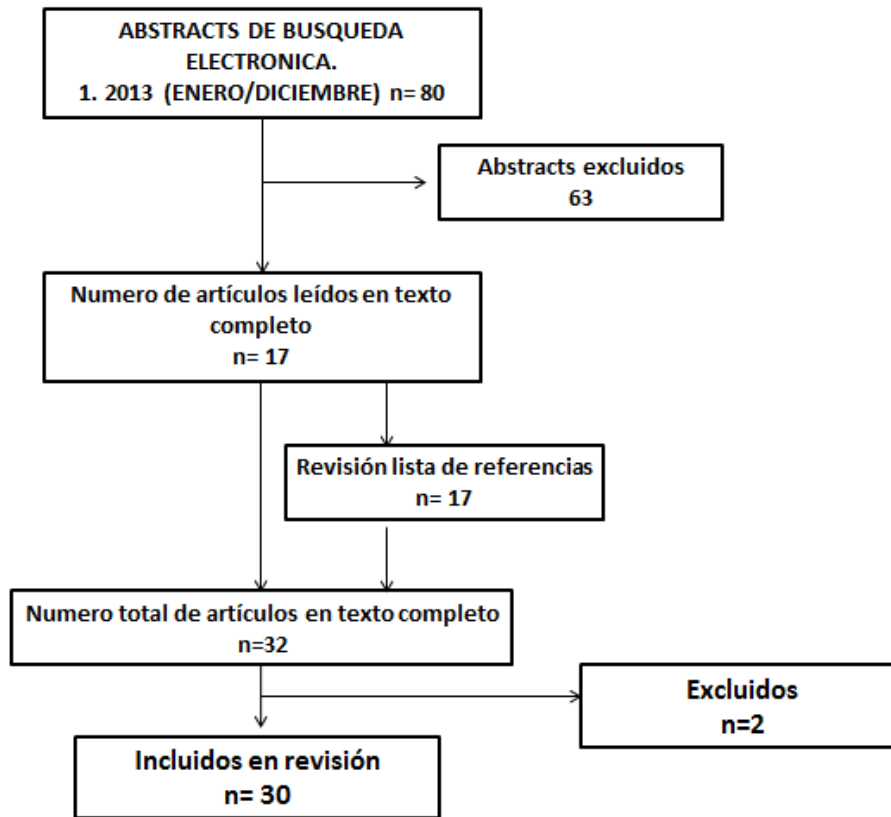 ABSTRACTS DE BUSQUEDA
ELECTRONICA.
1. 2013 (ENERO/DICIEMBRE) n= 80
Abstracts excluidos
63
Numero de artículos leídos en texto
completo
n= 17
Revisión lista de referencias
n= 17
Numero total de artículos en texto completo
n=32
Excluidos
n=2
Incluidos en revisión
n= 30